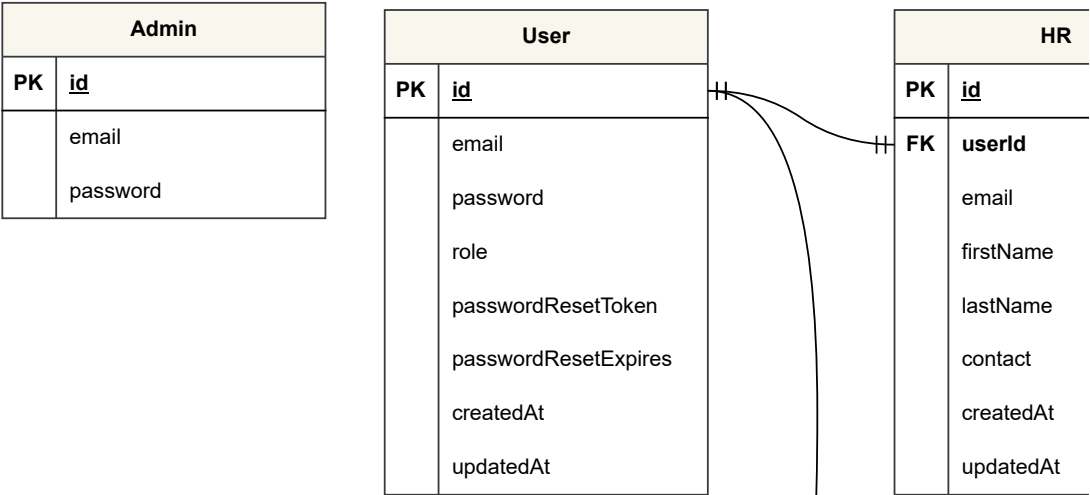 Admin
PK id
email
password
User
PK id
email
password
role
passwordResetToken
passwordResetExpires
createdAt
updatedAt
HR
PK id
FK userId
email
firstName
lastName
contact
createdAt
updatedAt